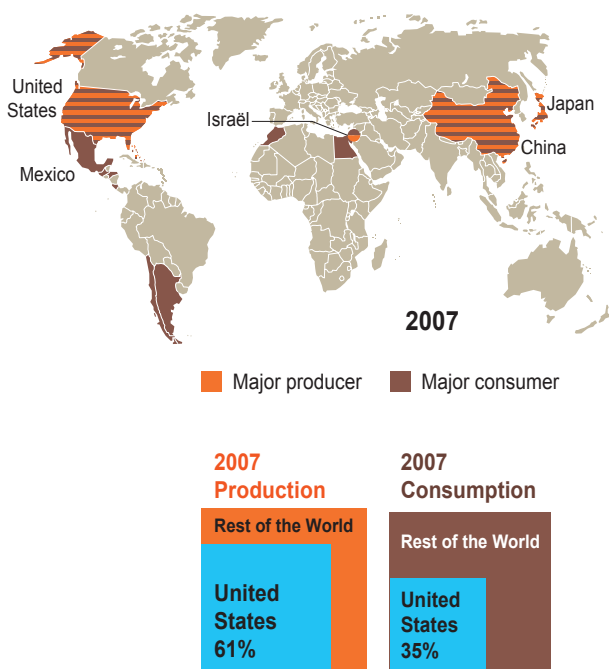 United
States
Israël
Japan
China
Mexico
2007
Major producer
Major consumer
2007
Production
Rest of the World
United
States
61%
2007
Consumption
Rest of the World
United
States
35%